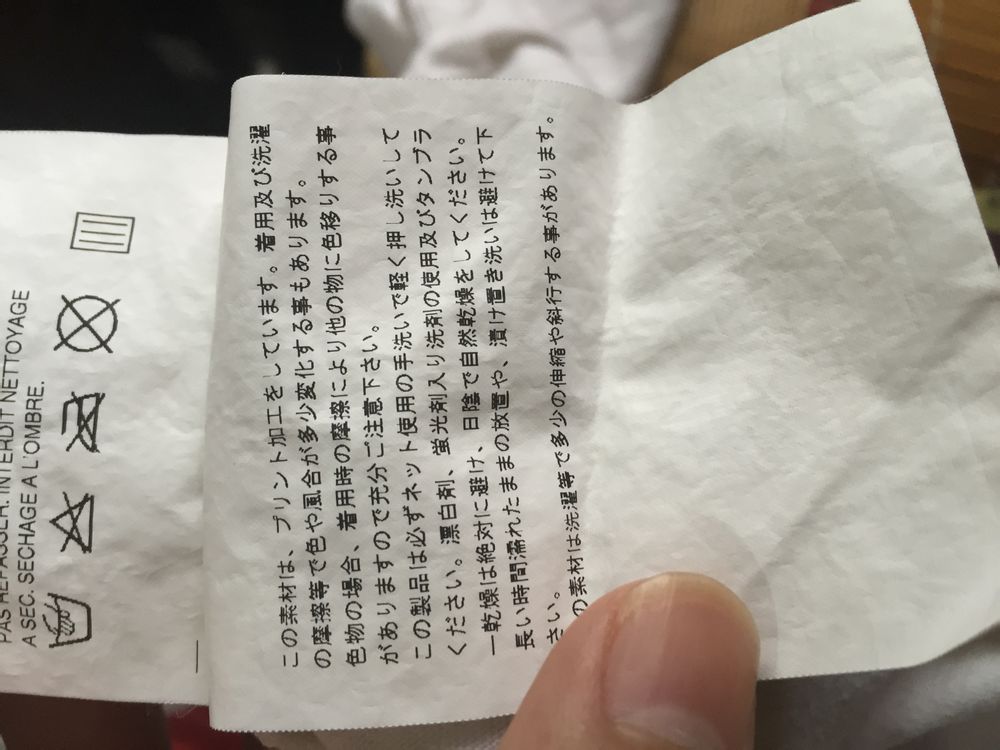 PAS REPASSER. INTERDIT NETTOYAGE
A SEC. SECHAGE A L'OMBRE.
この素材は、プリント加工をしています。着用及び洗濯
の摩擦等で色や風合が多少変化する事もあります。
色物の場合、着用時の摩擦により他の物に色移りする事
がありますので充分ご注意下さい。
この製品は必ずネット使用の手洗いで軽く押し洗いして
ください。漂白剤、蛍光剤入り洗剤の使用及びタンブラ
ー乾燥は絶対に避け、日陰で自然乾燥をしてください。
長い時間濡れたままの放置や、漬け置き洗いは避けて下
さい。
の素材は洗濯等で多少の伸縮や斜行する事があります。